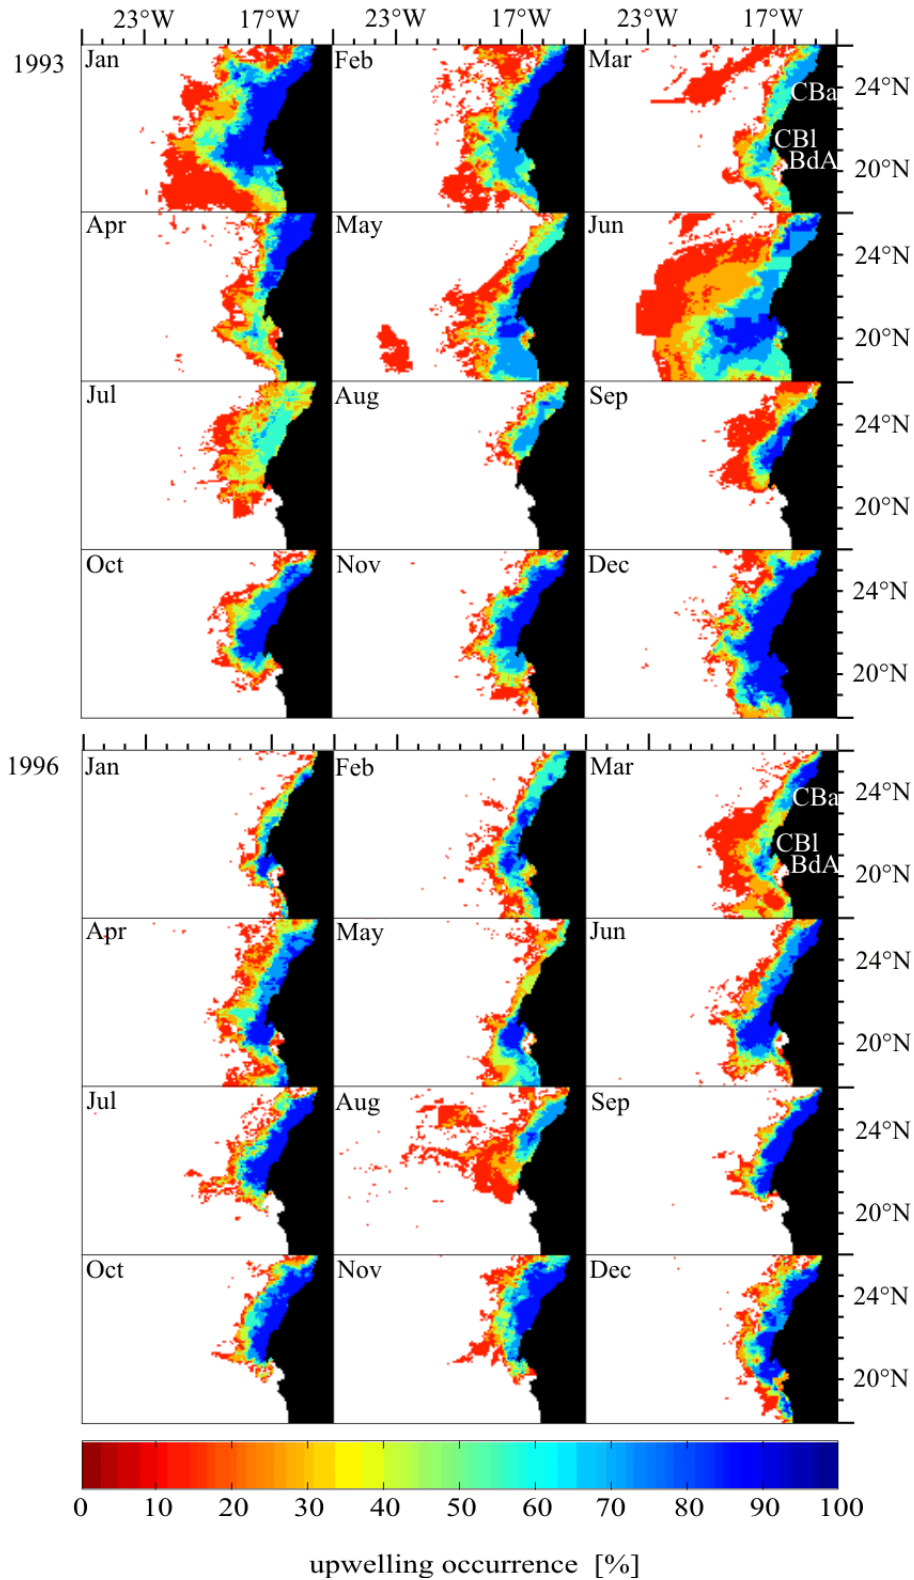 23°W 17°W 23°W 17°W 23°W 17°W
1993 Jan Feb Mar
24°N
CBa
CBl
BdA
20°N
Apr May Jun
24°N
20°N
Jul Aug Sep
24°N
20°N
Oct Nov Dec
24°N
20°N
1996 Jan Feb Mar
24°N
CBa
CBl
BdA
20°N
Apr May Jun
24°N
20°N
Jul Aug Sep
24°N
20°N
Oct Nov Dec
24°N
20°N
0 10 20 30 40 50 60 70 80 90 100
upwelling occurrence [%]